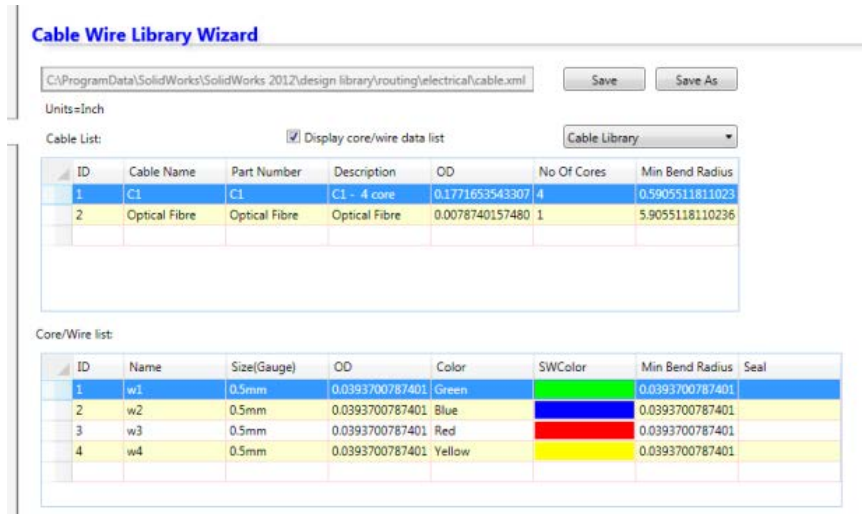 Cable Wire Library Wizard
C:\ProgramData\SolidWorks\SolidWorks 2012\design library\routing\electrical\cable.xml Save Save As
Units=Inch
Cable List: Display core/wire data list Cable Library
ID Cable Name Part Number Description OD No Of Cores Min Bend Radius
1 C1 C1 C1 - 4 core 0.1771653543307 4 0.5905511811023
2 Optical Fibre Optical Fibre Optical Fibre 0.0078740157480 1 5.9055118110236
Core/Wire list:
ID Name Size(Gauge) OD Color SWColor Min Bend Radius Seal
1 w1 0.5mm 0.0393700787401 Green 0.0393700787401
2 w2 0.5mm 0.0393700787401 Blue 0.0393700787401
3 w3 0.5mm 0.0393700787401 Red 0.0393700787401
4 w4 0.5mm 0.0393700787401 Yellow 0.0393700787401